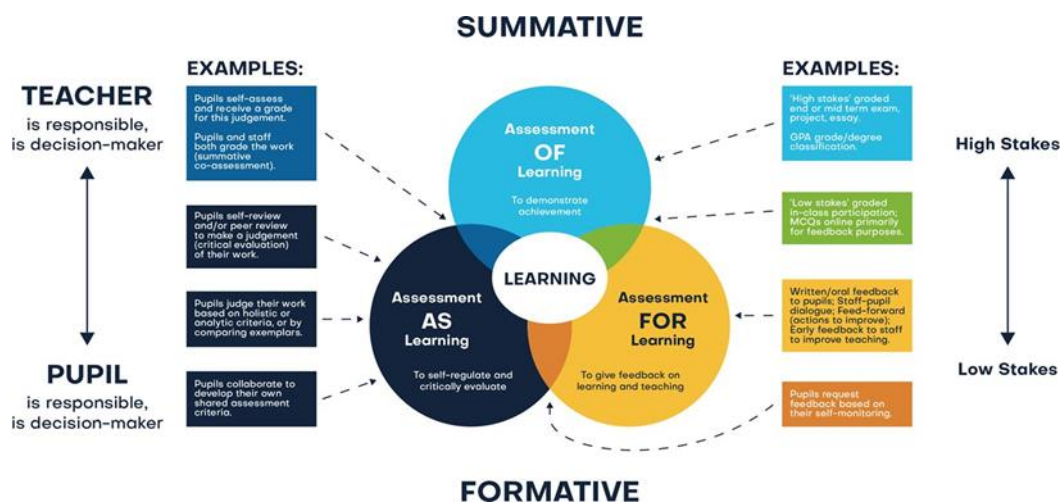 SUMMATIVE
TEACHER
is responsible,
is decision-maker
PUPIL
is responsible,
is decision-maker
EXAMPLES:
Pupils self-assess
and receive a grade
for this judgement.
Pupils and staff
both grade the work
(summative
co-assessment).
Pupils self-review
and/or peer review
to make a judgement
(critical evaluation)
of their work.
Pupils judge their work
based on holistic or
analytic criteria, or by
comparing exemplars.
Pupils collaborate to
develop their own
shared assessment
criteria.
Assessment
OF
Learning
To demonstrate
achievement
LEARNING
Assessment
AS
Learning
To self-regulate and
critically evaluate
Assessment
FOR
Learning
To give feedback on
learning and teaching
EXAMPLES:
'High stakes' graded
end or mid term exam,
project, essay.
GPA grade/degree
classification.
'Low stakes' graded
in-class participation;
MCQs online primarily
for feedback purposes.
Written/oral feedback
to pupils; Staff-pupil
dialogue; Feed-forward
(actions to improve);
Early feedback to staff
to improve teaching.
Pupils request
feedback based on
their self-monitoring.
High Stakes
Low Stakes
FORMATIVE